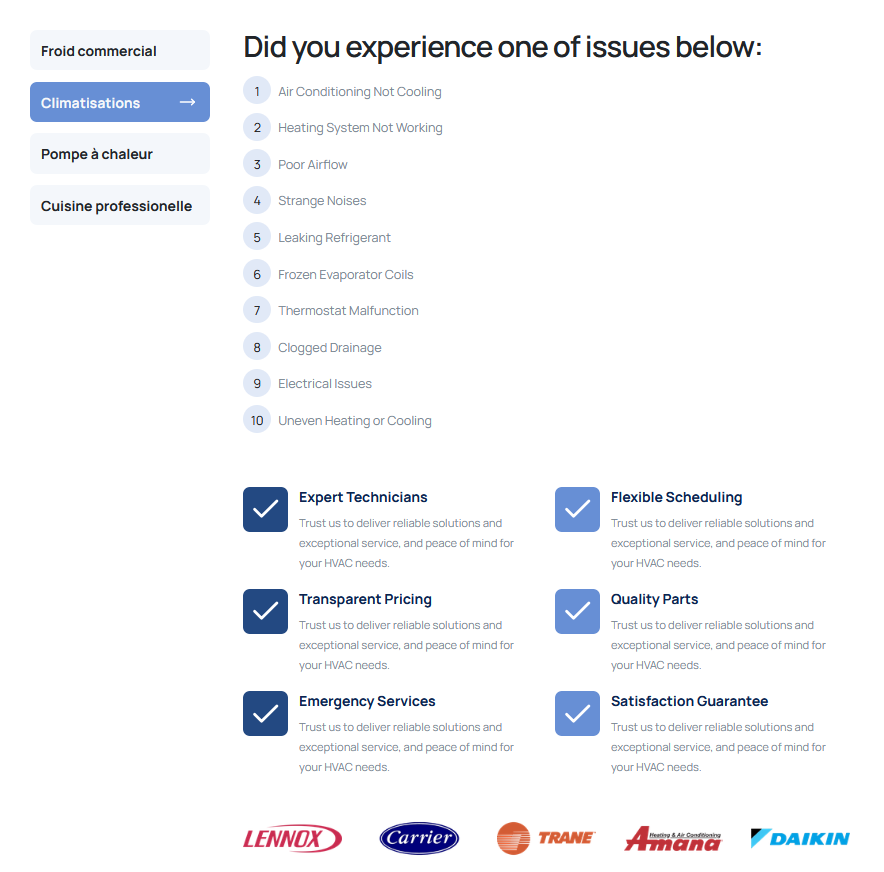 Froid commercial
Climatisations
Pompe à chaleur
Cuisine professionelle
Did you experience one of issues below:
1 Air Conditioning Not Cooling
2 Heating System Not Working
3 Poor Airflow
4 Strange Noises
5 Leaking Refrigerant
6 Frozen Evaporator Coils
7 Thermostat Malfunction
8 Clogged Drainage
9 Electrical Issues
10 Uneven Heating or Cooling
Expert Technicians
Trust us to deliver reliable solutions and
exceptional service, and peace of mind for
your HVAC needs.
Flexible Scheduling
Trust us to deliver reliable solutions and
exceptional service, and peace of mind for
your HVAC needs.
Transparent Pricing
Trust us to deliver reliable solutions and
exceptional service, and peace of mind for
your HVAC needs.
Quality Parts
Trust us to deliver reliable solutions and
exceptional service, and peace of mind for
your HVAC needs.
Emergency Services
Trust us to deliver reliable solutions and
exceptional service, and peace of mind for
your HVAC needs.
Satisfaction Guarantee
Trust us to deliver reliable solutions and
exceptional service, and peace of mind for
your HVAC needs.
LENNOX
Carrier
TRANE
Heating & Air Conditioning
Amana
DAIKIN